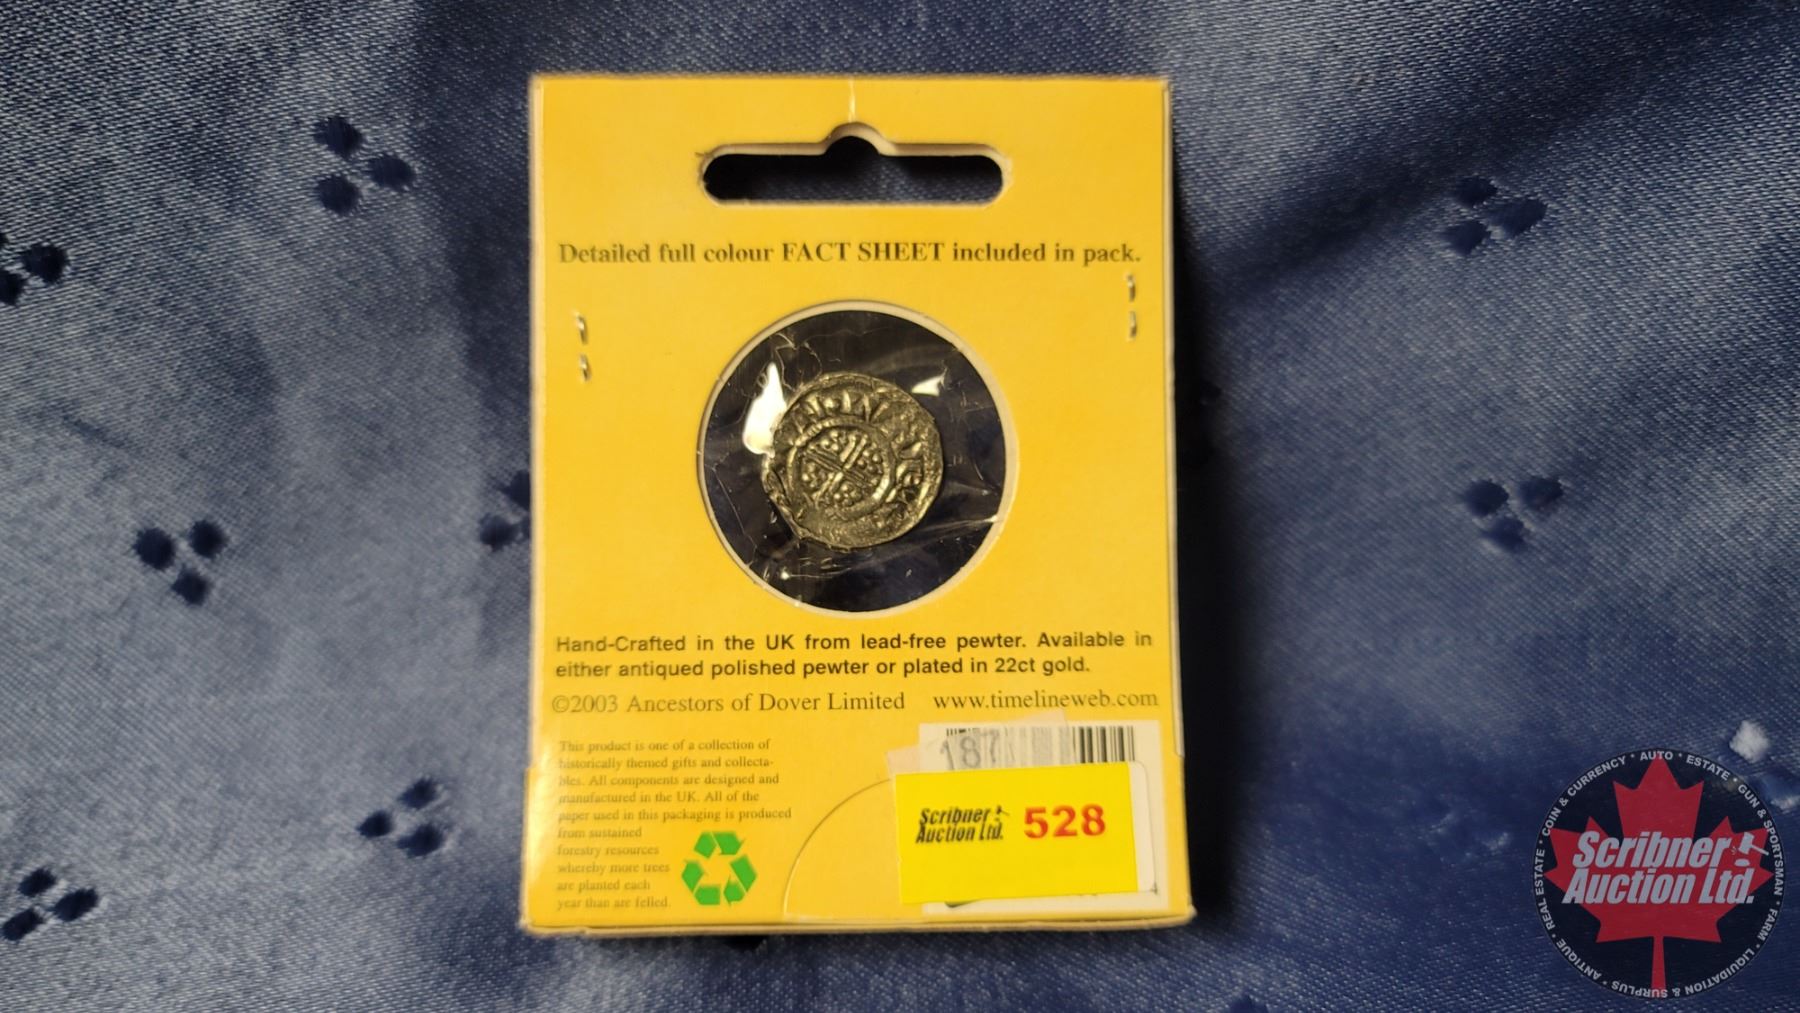 Detailed full colour FACT SHEET included in pack.
Hand-Crafted in the UK from lead-free pewter. Available in
either antiqued polished pewter or plated in 22ct gold.
©2003 Ancestors of Dover Limited www.timelineweb.com
This product is one of a collection of
historically themed gifts and collecta-
bles. All components are designed and
manufactured in the UK. All of the
paper used in this packaging is produced
from sustained
forestry resources
whereby more trees
are planted each
year than are felled.
187
Scribner
Auction Ltd.
528
4
COIN & CURRENCY • AUTO • ESTATE • GUN & SPORTSMAN • FARM • LIQUIDATION & SURPLUS • ANTIQUE • REAL ESTATE •
Scribner
Auction Ltd.